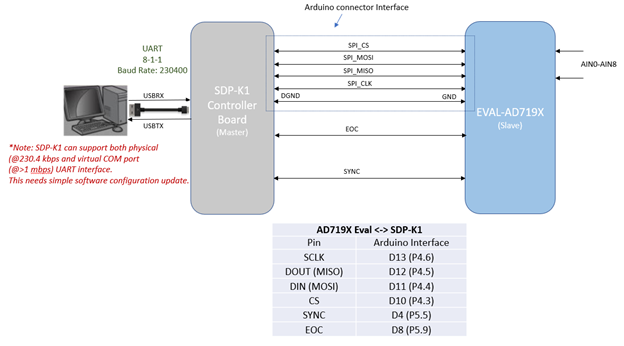 Arduino connector Interface
UART
8-1-1
Baud Rate: 230400
USBRX
USBTX
SDP-K1
Controller
Board
(Master)
SPI_CS
SPI_MOSI
SPI_MISO
SPI_CLK
DGND GND
EOC
SYNC
EVAL-AD719X
(Slave)
AIN0-AIN8
*Note: SDP-K1 can support both physical
(@230.4 kbps and virtual COM port
(@>1 mbps) UART interface.
This needs simple software configuration update.
AD719X Eval <-> SDP-K1
Pin Arduino Interface
SCLK D13 (P4.6)
DOUT (MISO) D12 (P4.5)
DIN (MOSI) D11 (P4.4)
CS D10 (P4.3)
SYNC D4 (P5.5)
EOC D8 (P5.9)